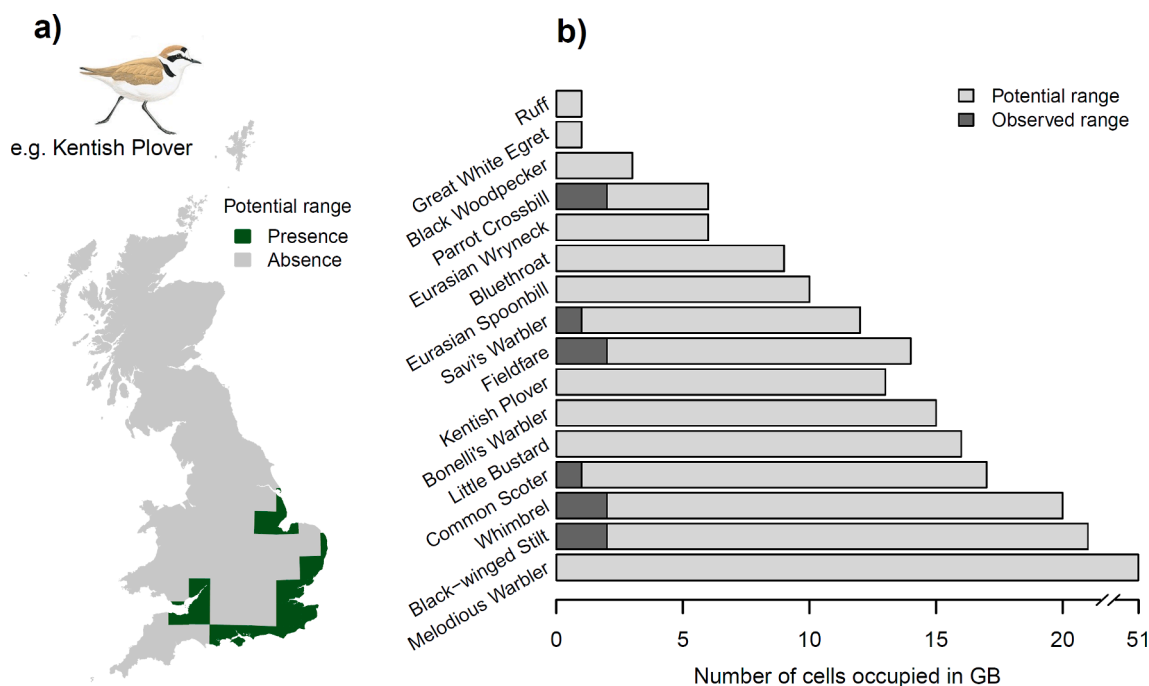 a)
e.g. Kentish Plover
Potential range
Presence
Absence
b)
Potential range
Observed range
Ruff
Great White Egret
Black Woodpecker
Parrot Crossbill
Eurasian Wryneck
Bluethroat
Eurasian Spoonbill
Savi's Warbler
Fieldfare
Kentish Plover
Bonelli's Warbler
Little Bustard
Common Scoter
Whimbrel
Black−winged Stilt
Melodious Warbler
0 5 10 15 20 51
Number of cells occupied in GB